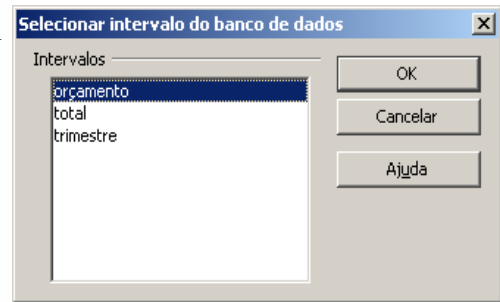 Selecionar intervalo do banco de dados
Intervalos
orçamento
total
trimestre
OK
Cancelar
Ajuda